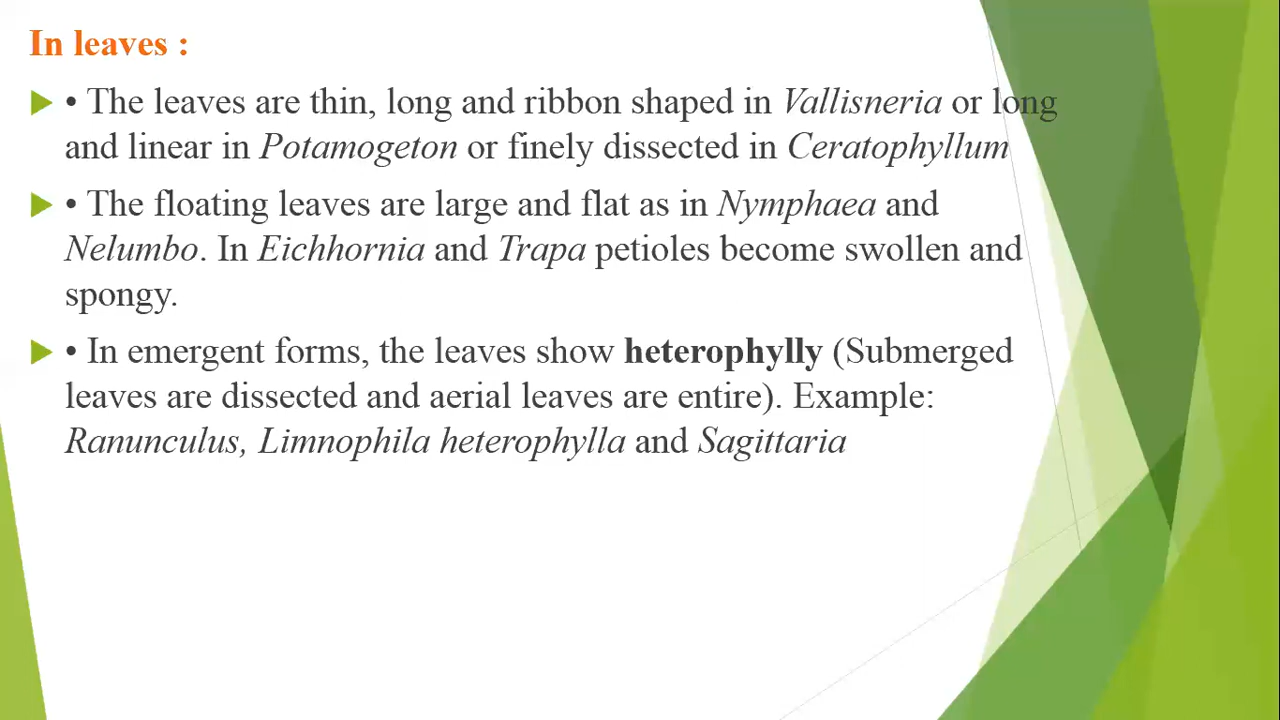 In leaves :
• The leaves are thin, long and ribbon shaped in Vallisneria or long
and linear in Potamogeton or finely dissected in Ceratophyllum
• The floating leaves are large and flat as in Nymphaea and
Nelumbo. In Eichhornia and Trapa petioles become swollen and
spongy.
• In emergent forms, the leaves show heterophylly (Submerged
leaves are dissected and aerial leaves are entire). Example:
Ranunculus, Limnophila heterophylla and Sagittaria